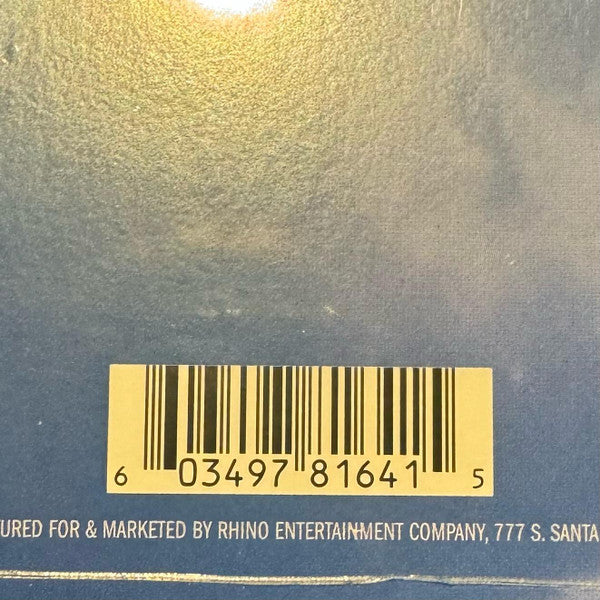 6 03497 81641 5
URED FOR & MARKETED BY RHINO ENTERTAINMENT COMPANY, 777 S. SANTA